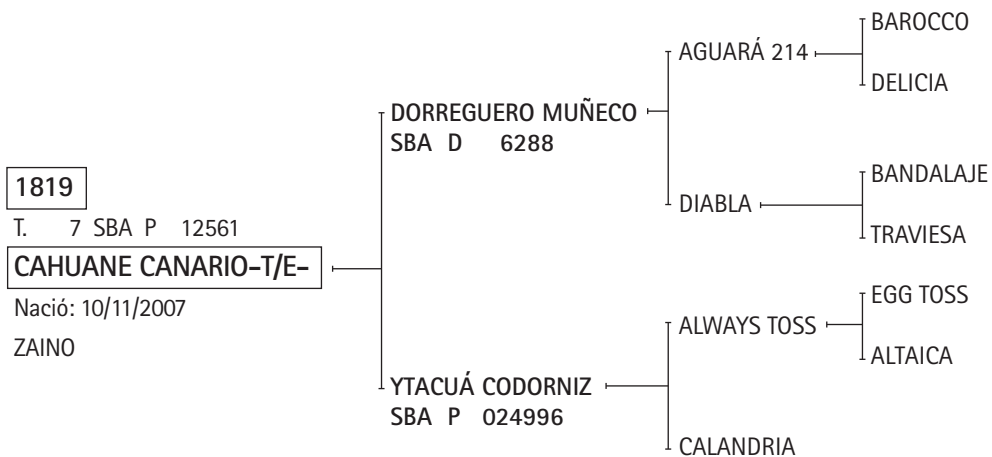 1819
T. 7 SBA P 12561
CAHUANE CANARIO-T/E-
Nació: 10/11/2007
ZAINO
DORREGUERO MUÑECO
SBA D 6288
YTACUÁ CODORNIZ
SBA P 024996
AGUARÁ 214
DIABLA
ALWAYS TOSS
CALANDRIA
BAROCCO
DELICIA
BANDALAJE
TRAVIESA
EGG TOSS
ALTAICA